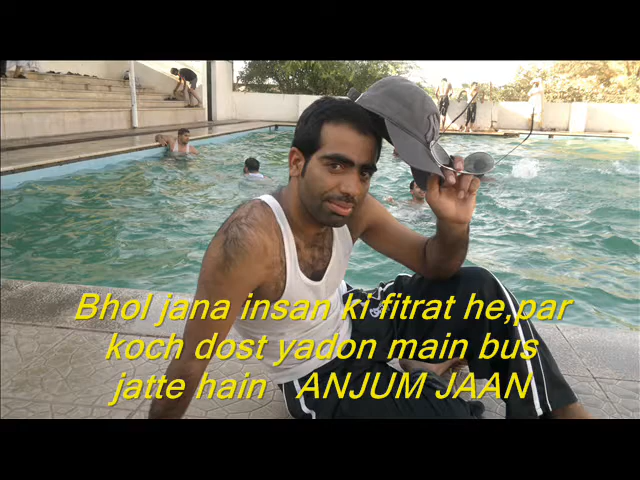 Bhol jana insan ki fitrat he,par
koch dost yadon main bus
jatte hain ANJUM JAAN